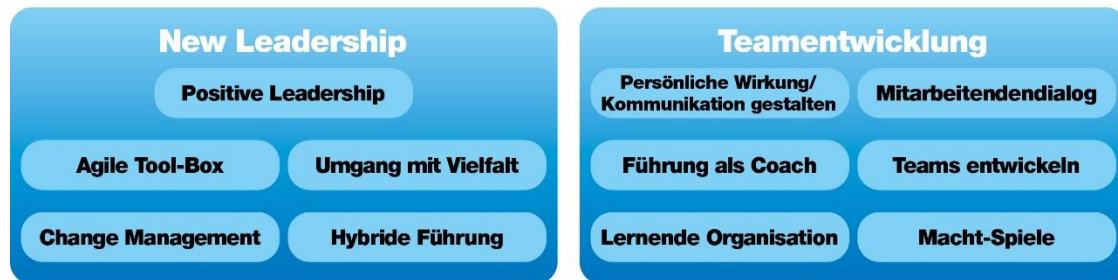 New Leadership
Positive Leadership
Agile Tool-Box
Umgang mit Vielfalt
Change Management
Hybride Führung
Teamentwicklung
Persönliche Wirkung/
Kommunikation gestalten
Mitarbeitendendialog
Führung als Coach
Teams entwickeln
Lernende Organisation
Macht-Spiele